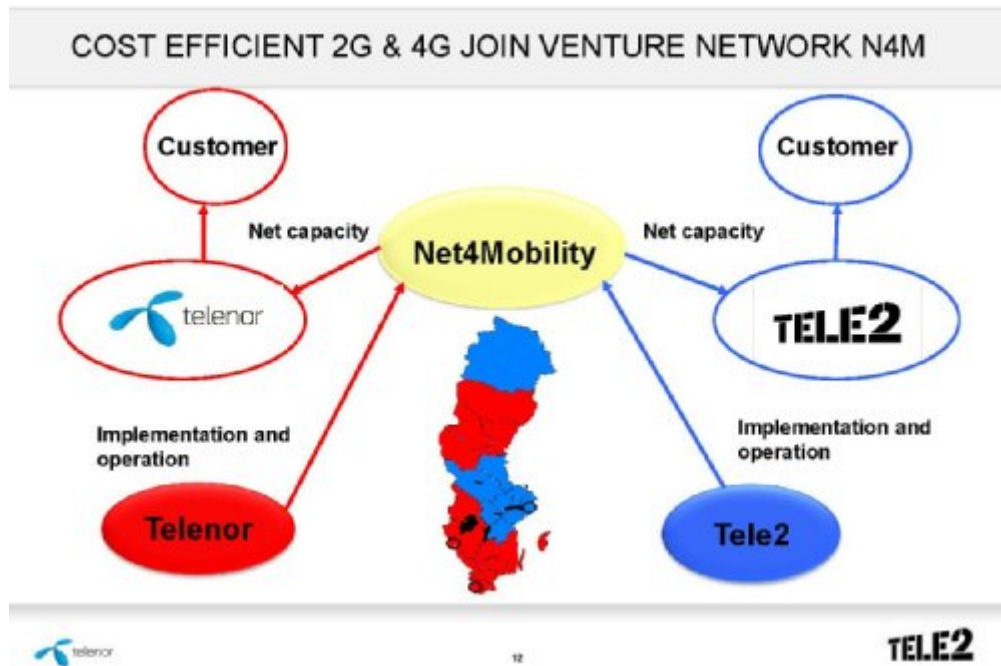 COST EFFICIENT 2G & 4G JOIN VENTURE NETWORK N4M
Customer
Customer
Net capacity
Net capacity
Net4Mobility
telenor
TELE2
Implementation and
operation
Implementation and
operation
Telenor
Tele2
telenor
12
TELE2